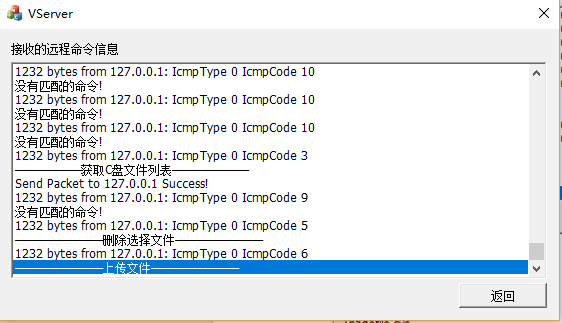 VServer
接收的远程命令信息
1232 bytes from 127.0.0.1: IcmpType 0 IcmpCode 10
没有匹配的命令!
1232 bytes from 127.0.0.1: IcmpType 0 IcmpCode 10
没有匹配的命令!
1232 bytes from 127.0.0.1: IcmpType 0 IcmpCode 10
没有匹配的命令!
1232 bytes from 127.0.0.1: IcmpType 0 IcmpCode 3
——————获取C盘文件列表——————
Send Packet to 127.0.0.1 Success!
1232 bytes from 127.0.0.1: IcmpType 0 IcmpCode 9
没有匹配的命令!
1232 bytes from 127.0.0.1: IcmpType 0 IcmpCode 5
———————删除选择文件———————
1232 bytes from 127.0.0.1: IcmpType 0 IcmpCode 6
———————上传文件———————
返回